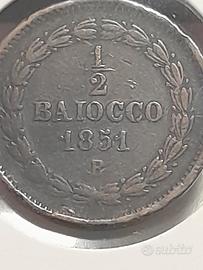 1/2
BAIOCCO
1851
R
subito